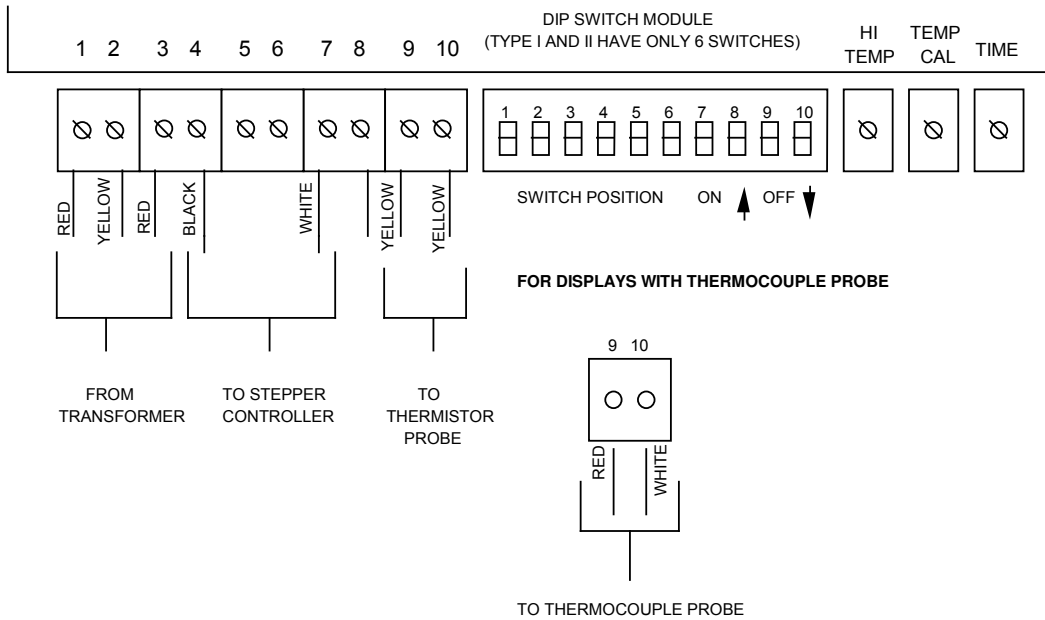 DIP SWITCH MODULE
(TYPE I AND II HAVE ONLY 6 SWITCHES)
HI
TEMP
TEMP
CAL
TIME
1 2 3 4 5 6 7 8 9 10
1 2 3 4 5 6 7 8 9 10
RED
YELLOW
RED
BLACK
WHITE
YELLOW
YELLOW
SWITCH POSITION ON OFF
FROM
TRANSFORMER
TO STEPPER
CONTROLLER
TO
THERMISTOR
PROBE
FOR DISPLAYS WITH THERMOCOUPLE PROBE
9 10
RED
WHITE
TO THERMOCOUPLE PROBE